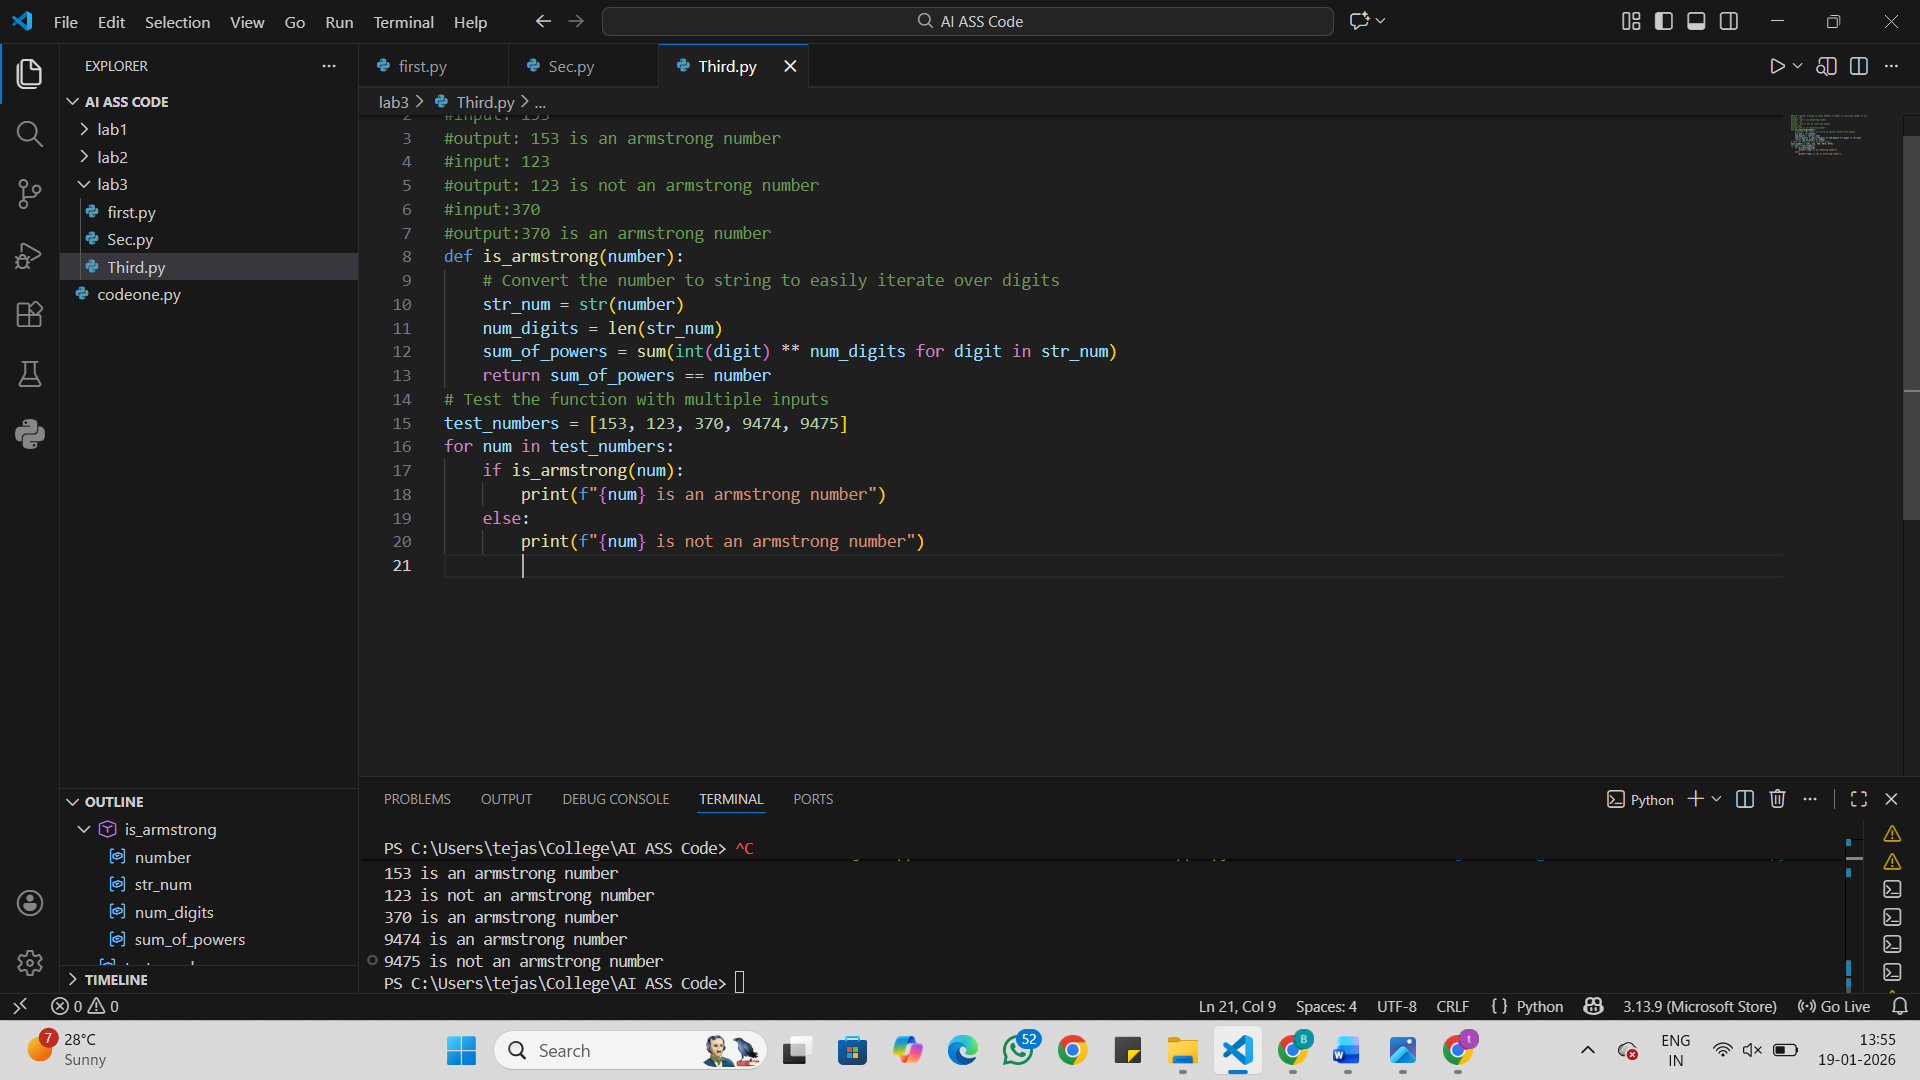 File Edit Selection View Go Run Terminal Help
AI ASS Code
EXPLORER
AI ASS CODE
lab1
lab2
lab3
first.py
Sec.py
Third.py
codeone.py
first.py
Sec.py
Third.py
lab3 > Third.py > ...
2 #input: 153
3 #output: 153 is an armstrong number
4 #input: 123
5 #output: 123 is not an armstrong number
6 #input:370
7 #output:370 is an armstrong number
8 def is_armstrong(number):
9 # Convert the number to string to easily iterate over digits
10 str_num = str(number)
11 num_digits = len(str_num)
12 sum_of_powers = sum(int(digit) ** num_digits for digit in str_num)
13 return sum_of_powers == number
14 # Test the function with multiple inputs
15 test_numbers = [153, 123, 370, 9474, 9475]
16 for num in test_numbers:
17 if is_armstrong(num):
18 print(f"{num} is an armstrong number")
19 else:
20 print(f"{num} is not an armstrong number")
21
OUTLINE
is_armstrong
number
str_num
num_digits
sum_of_powers
TIMELINE
PROBLEMS OUTPUT DEBUG CONSOLE TERMINAL PORTS
Python
PS C:\Users\tejas\College\AI ASS Code> ^C
153 is an armstrong number
123 is not an armstrong number
370 is an armstrong number
9474 is an armstrong number
9475 is not an armstrong number
PS C:\Users\tejas\College\AI ASS Code>
0 0
Ln 21, Col 9 Spaces: 4 UTF-8 CRLF {} Python 3.13.9 (Microsoft Store) Go Live
7
28°C
Sunny
Search
52
B
t
ENG
IN
13:55
19-01-2026